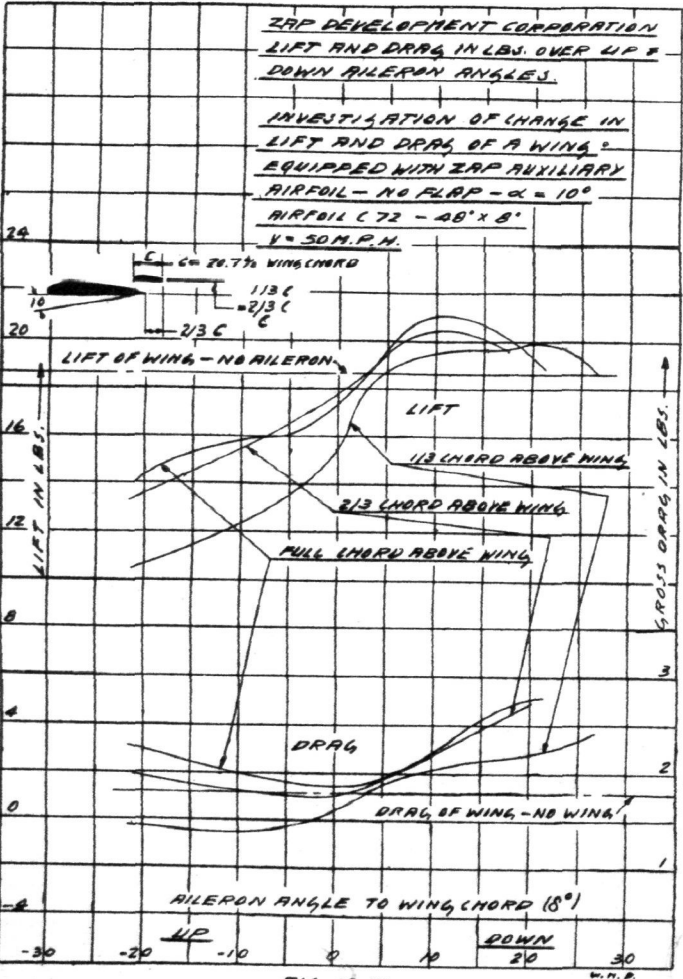 ZAP DEVELOPMENT CORPORATION
LIFT AND DRAG IN LBS. OVER UP &
DOWN AILERON ANGLES.
INVESTIGATION OF CHANGE IN
LIFT AND DRAG OF A WING
EQUIPPED WITH ZAP AUXILIARY
AIRFOIL - NO FLAP - α = 10°
AIRFOIL C 72 - 48" X 8"
V = 50 M.P.H.
24
C
C = 20.7% WING CHORD
1/3 C
10
=2/3 C
C
2/3 C
20
LIFT OF WING - NO AILERON
LIFT
16
1/3 CHORD ABOVE WING
2/3 CHORD ABOVE WING
12
FULL CHORD ABOVE WING
LIFT IN LBS.
GROSS DRAG IN LBS.
8
3
4
DRAG
2
0
DRAG OF WING - NO WING
1
AILERON ANGLE TO WING CHORD (δ°)
-4
UP
DOWN
-30 -20 -10 0 10 20 30
W.H.B.